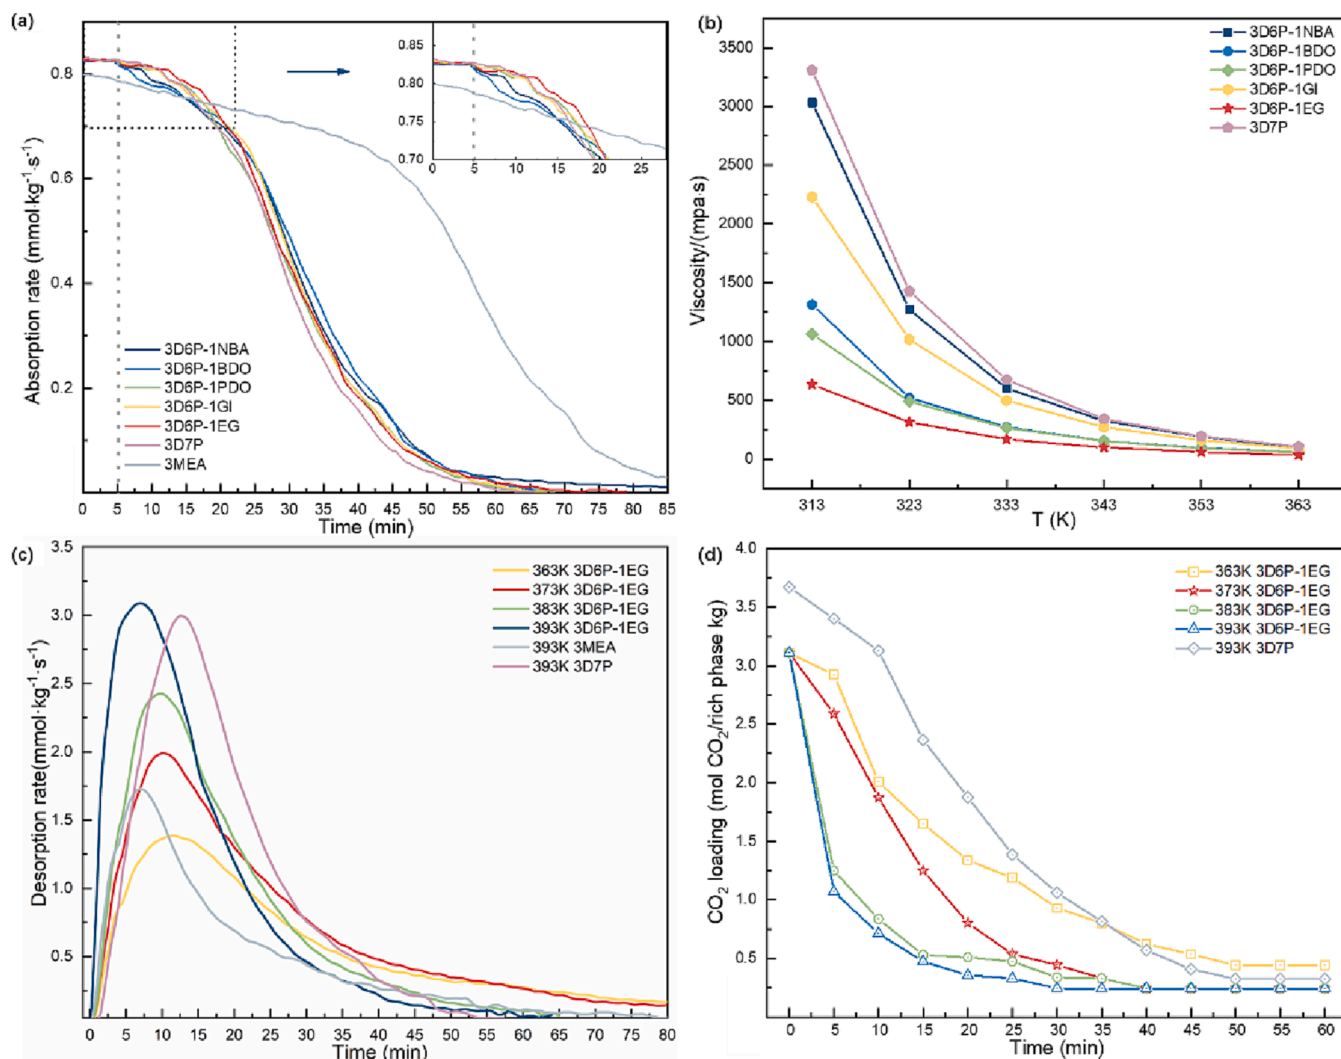 (a)
0.8
0.6
0.4
0.2
Absorption rate (mmol·kg⁻¹·s⁻¹)
0.85
0.80
0.75
0.70
0 5 10 15 20 25
3D6P-1NBA
3D6P-1BDO
3D6P-1PDO
3D6P-1GI
3D6P-1EG
3D7P
3MEA
0 5 10 15 20 25 30 35 40 45 50 55 60 65 70 75 80 85
Time (min)
(b)
3500
3000
2500
2000
1500
1000
500
0
Viscosity/(mpa·s)
3D6P-1NBA
3D6P-1BDO
3D6P-1PDO
3D6P-1GI
3D6P-1EG
3D7P
313 323 333 343 353 363
T (K)
(c)
3.5
3.0
2.5
2.0
1.5
1.0
0.5
Desorption rate(mmol·kg⁻¹·s⁻¹)
363K 3D6P-1EG
373K 3D6P-1EG
383K 3D6P-1EG
393K 3D6P-1EG
393K 3MEA
393K 3D7P
0 5 10 15 20 25 30 35 40 45 50 55 60 65 70 75 80
Time (min)
(d)
4.0
3.5
3.0
2.5
2.0
1.5
1.0
0.5
CO₂ loading (mol CO₂/rich phase kg)
363K 3D6P-1EG
373K 3D6P-1EG
383K 3D6P-1EG
393K 3D6P-1EG
393K 3D7P
0 5 10 15 20 25 30 35 40 45 50 55 60
Time (min)